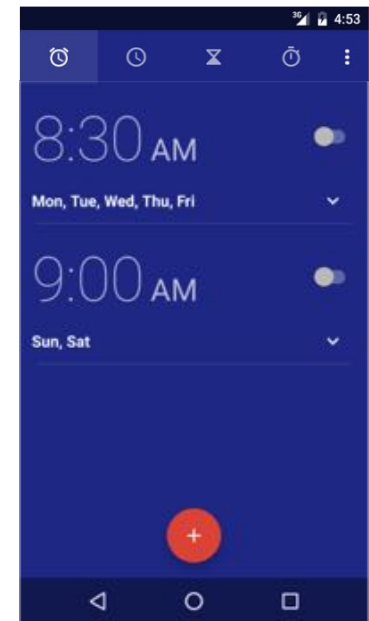 3G 4:53
8:30 AM
Mon, Tue, Wed, Thu, Fri
9:00 AM
Sun, Sat